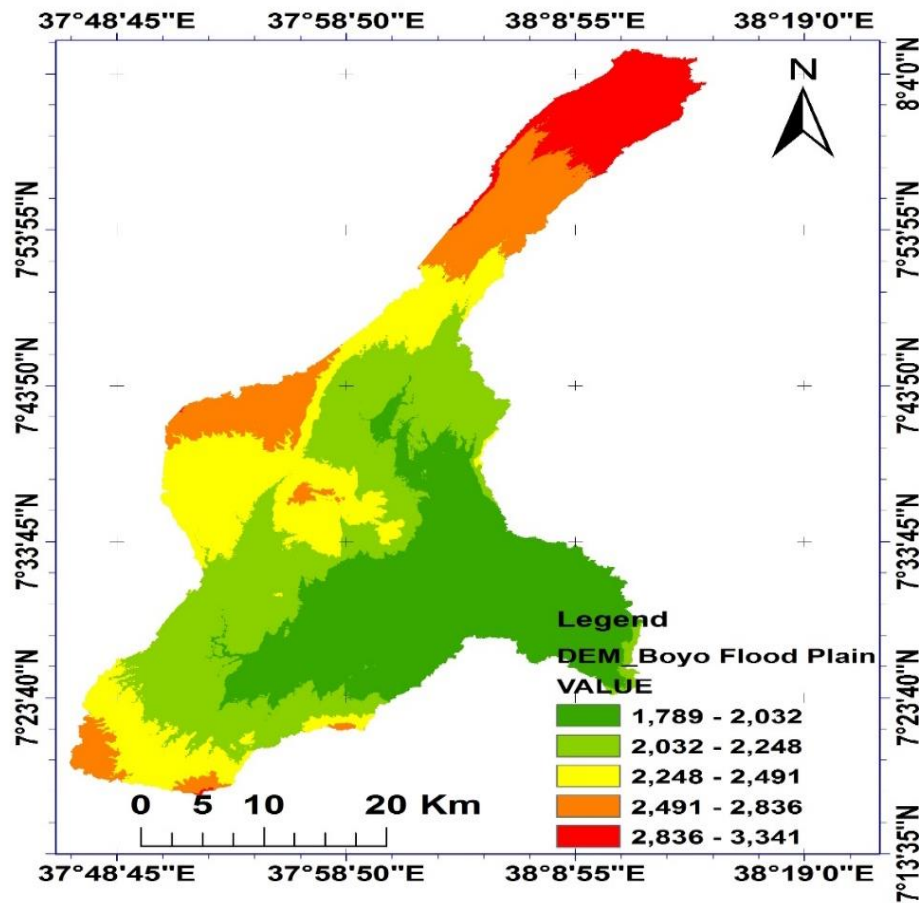 37°48'45"E 37°58'50"E 38°8'55"E 38°19'0"E
N
8°4'0"N
8°4'0"N
7°53'55"N
7°53'55"N
7°43'50"N
7°43'50"N
7°33'45"N
7°33'45"N
7°23'40"N
7°23'40"N
7°13'35"N
Legend
DEM_Boyo Flood Plain
VALUE
1,789 - 2,032
2,032 - 2,248
2,248 - 2,491
2,491 - 2,836
2,836 - 3,341
0 5 10 20 Km
37°48'45"E 37°58'50"E 38°8'55"E 38°19'0"E